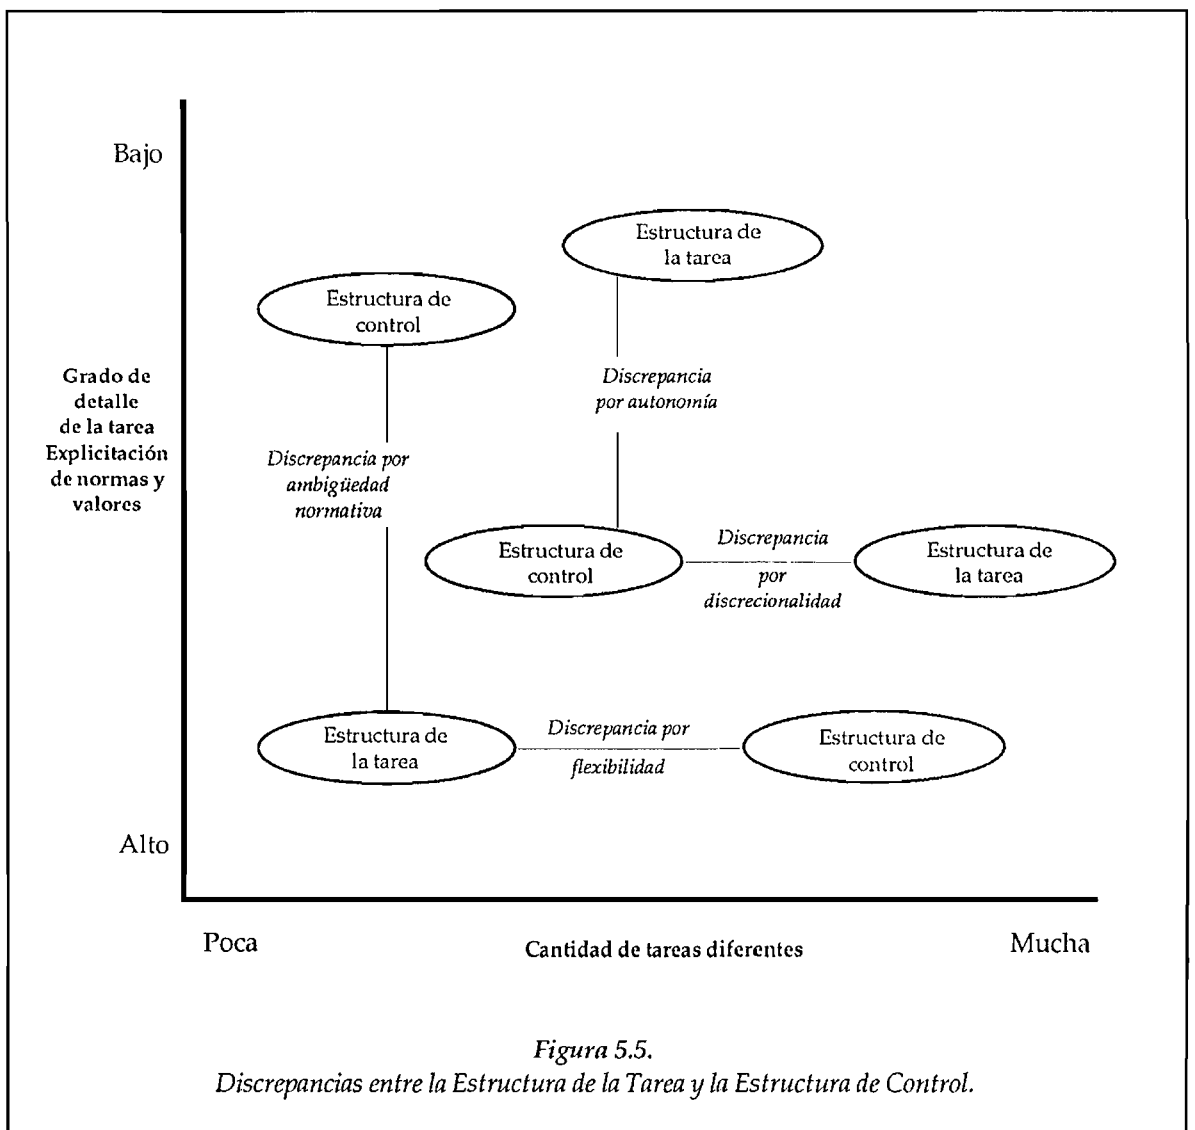 Bajo
Estructura de
la tarea
Estructura de
control
Grado de
detalle
de la tarea
Explicitación
de normas y
valores
Discrepancia
por autonomía
Discrepancia por
ambigüedad
normativa
Estructura de
control
Discrepancia
por
discrecionalidad
Estructura de
la tarea
Estructura de
la tarea
Discrepancia por
flexibilidad
Estructura de
control
Alto
Poca
Cantidad de tareas diferentes
Mucha
Figura 5.5.
Discrepancias entre la Estructura de la Tarea y la Estructura de Control.